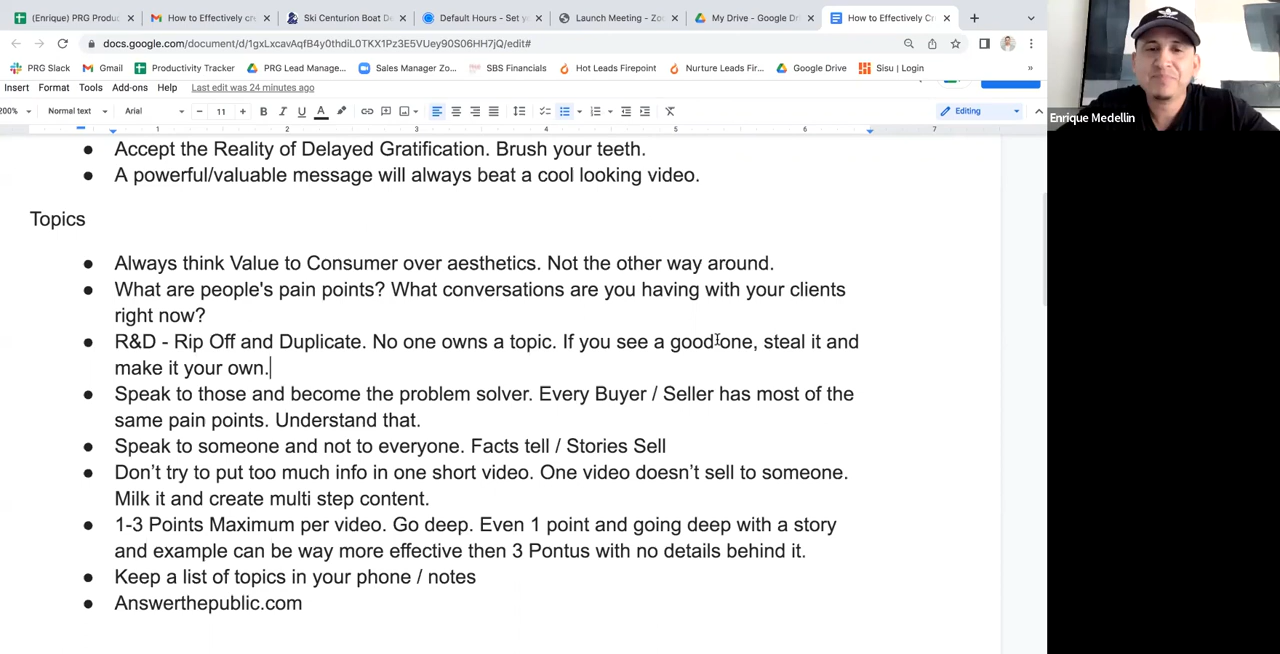 (Enrique) PRG Produc
How to Effectively cre
Ski Centurion Boat De
Default Hours - Set y
Launch Meeting - Zoo
My Drive - Google Dr
How to Effectively Cr
docs.google.com/document/d/1gxLxcavAqfB4y0thdiL0TKX1Pz3E5VUey90S06HH7jQ/edit#
PRG Slack
Gmail
Productivity Tracker
PRG Lead Manage...
Sales Manager Zo...
SBS Financials
Hot Leads Firepoint
Nurture Leads Fir...
Google Drive
Sisu | Login
Insert Format Tools Add-ons Help Last edit was 24 minutes ago
200% Normal text Arial 11 Editing
1 2 3 4 5 6 7
Accept the Reality of Delayed Gratification. Brush your teeth.
A powerful/valuable message will always beat a cool looking video.
Topics
Always think Value to Consumer over aesthetics. Not the other way around.
What are people's pain points? What conversations are you having with your clients
right now?
R&D - Rip Off and Duplicate. No one owns a topic. If you see a good one, steal it and
make it your own.
Speak to those and become the problem solver. Every Buyer / Seller has most of the
same pain points. Understand that.
Speak to someone and not to everyone. Facts tell / Stories Sell
Don't try to put too much info in one short video. One video doesn't sell to someone.
Milk it and create multi step content.
1-3 Points Maximum per video. Go deep. Even 1 point and going deep with a story
and example can be way more effective then 3 Pontus with no details behind it.
Keep a list of topics in your phone / notes
Answerthepublic.com
Enrique Medellin